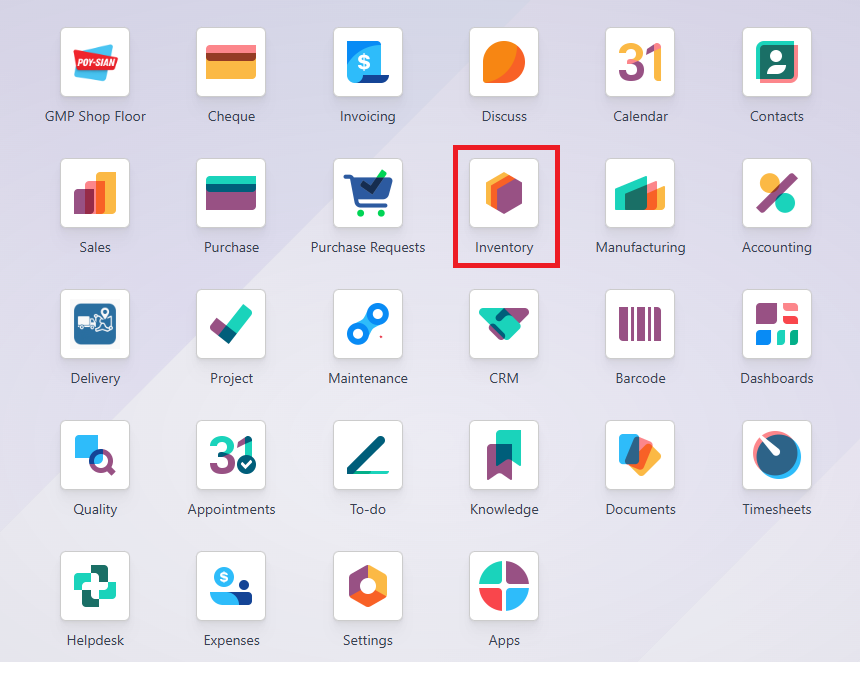 POY-SIAN
$
31
GMP Shop Floor
Cheque
Invoicing
Discuss
Calendar
Contacts
Sales
Purchase
Purchase Requests
Inventory
Manufacturing
Accounting
Delivery
Project
Maintenance
CRM
Barcode
Dashboards
31
Quality
Appointments
To-do
Knowledge
Documents
Timesheets
$
Helpdesk
Expenses
Settings
Apps